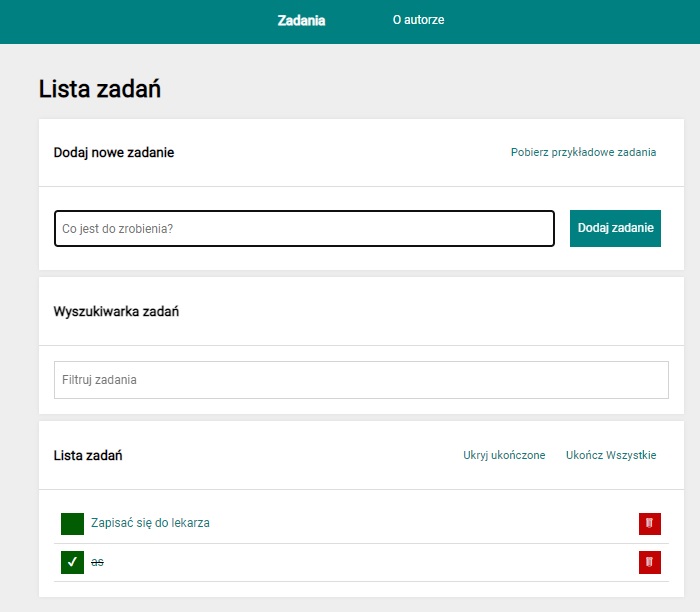 Zadania
O autorze
Lista zadań
Dodaj nowe zadanie
Pobierz przykładowe zadania
Co jest do zrobienia?
Dodaj zadanie
Wyszukiwarka zadań
Filtruj zadania
Lista zadań
Ukryj ukończone
Ukończ Wszystkie
Zapisać się do lekarza
as